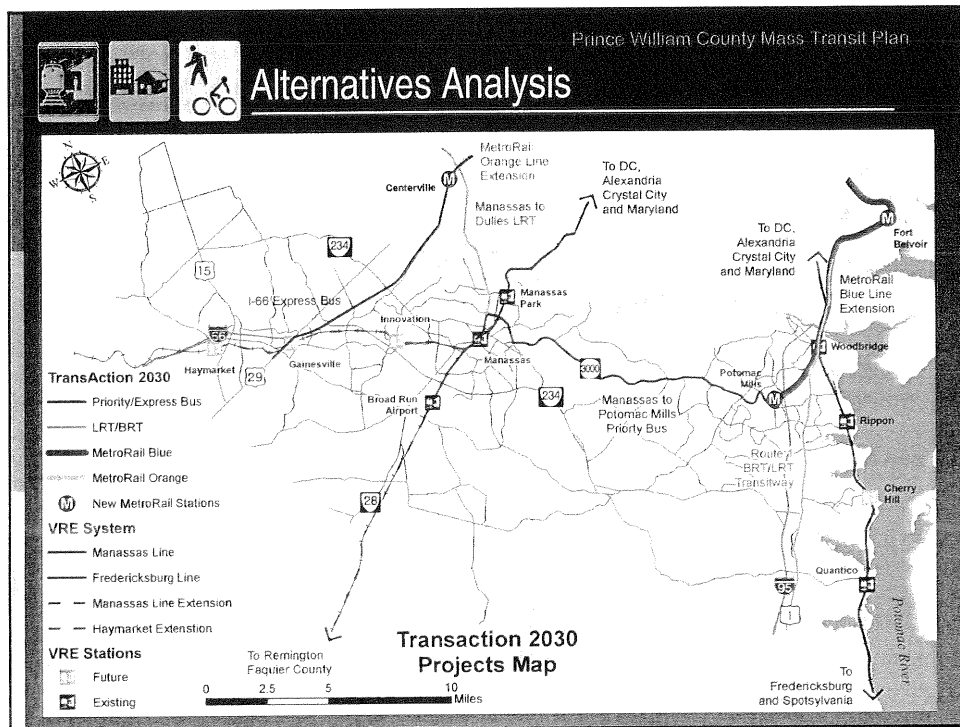 Prince William County Mass Transit Plan
Alternatives Analysis
N
E
S
W
MetroRail
Orange Line
Extension
Centerville
Manassas to
Dulles LRT
To DC,
Alexandria
Crystal City
and Maryland
To DC,
Alexandria
Crystal City
and Maryland
Fort
Belvoir
MetroRail
Blue Line
Extension
234
15
I-66 Express Bus
Innovation
Manassas
Park
66
Haymarket
29
Gainesville
Manassas
3000
Potomac
Mills
Woodbridge
Broad Run
Airport
234
Manassas to
Potomac Mills
Priorty Bus
Rippon
Route 1
BRT/LRT
Transitway
Cherry
Hill
28
Quantico
95
1
Potomac River
TransAction 2030
Priority/Express Bus
LRT/BRT
MetroRail Blue
MetroRail Orange
M New MetroRail Stations
VRE System
Manassas Line
Fredericksburg Line
Manassas Line Extension
Haymarket Extenstion
VRE Stations
Future
Existing
To Remington
Faquier County
Transaction 2030
Projects Map
0 2.5 5 10
Miles
To
Fredericksburg
and Spotsylvania
M
M
M